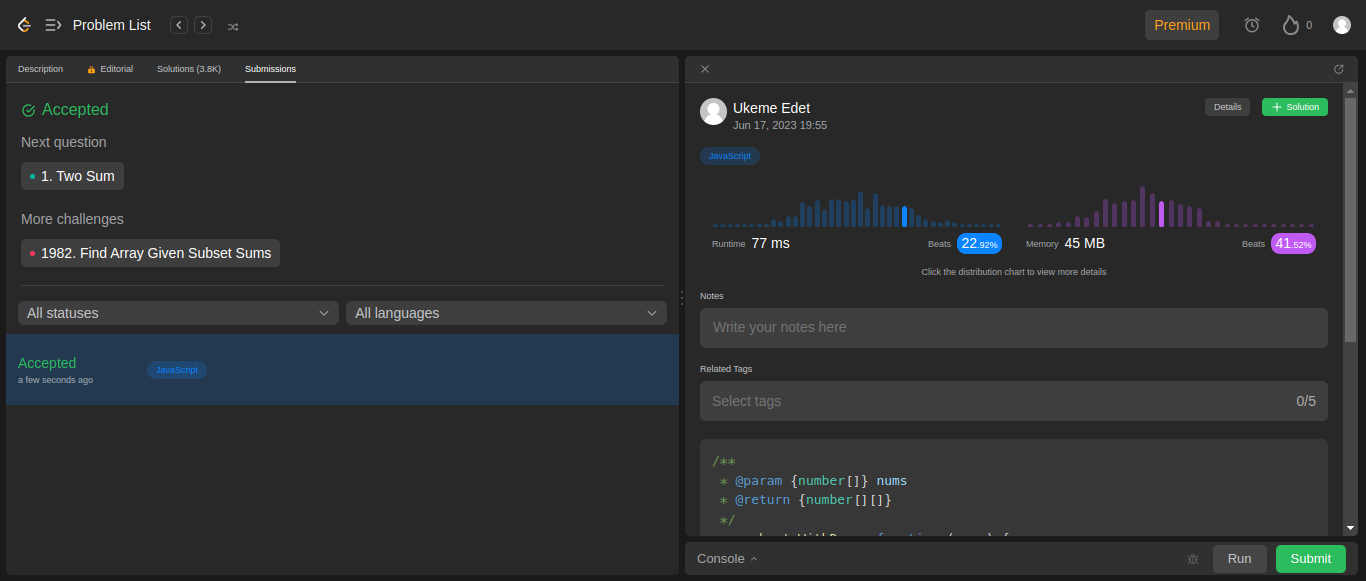 Problem List
Premium
0
Description
Editorial
Solutions (3.8K)
Submissions
Accepted
Next question
1. Two Sum
More challenges
1982. Find Array Given Subset Sums
All statuses
All languages
Accepted
a few seconds ago
JavaScript
Ukeme Edet
Jun 17, 2023 19:55
Details
Solution
JavaScript
Runtime 77 ms
Beats 22.92%
Memory 45 MB
Beats 41.52%
Click the distribution chart to view more details
Notes
Write your notes here
Related Tags
Select tags
0/5
/**
* @param {number[]} nums
* @return {number[][]}
*/
Console
Run
Submit